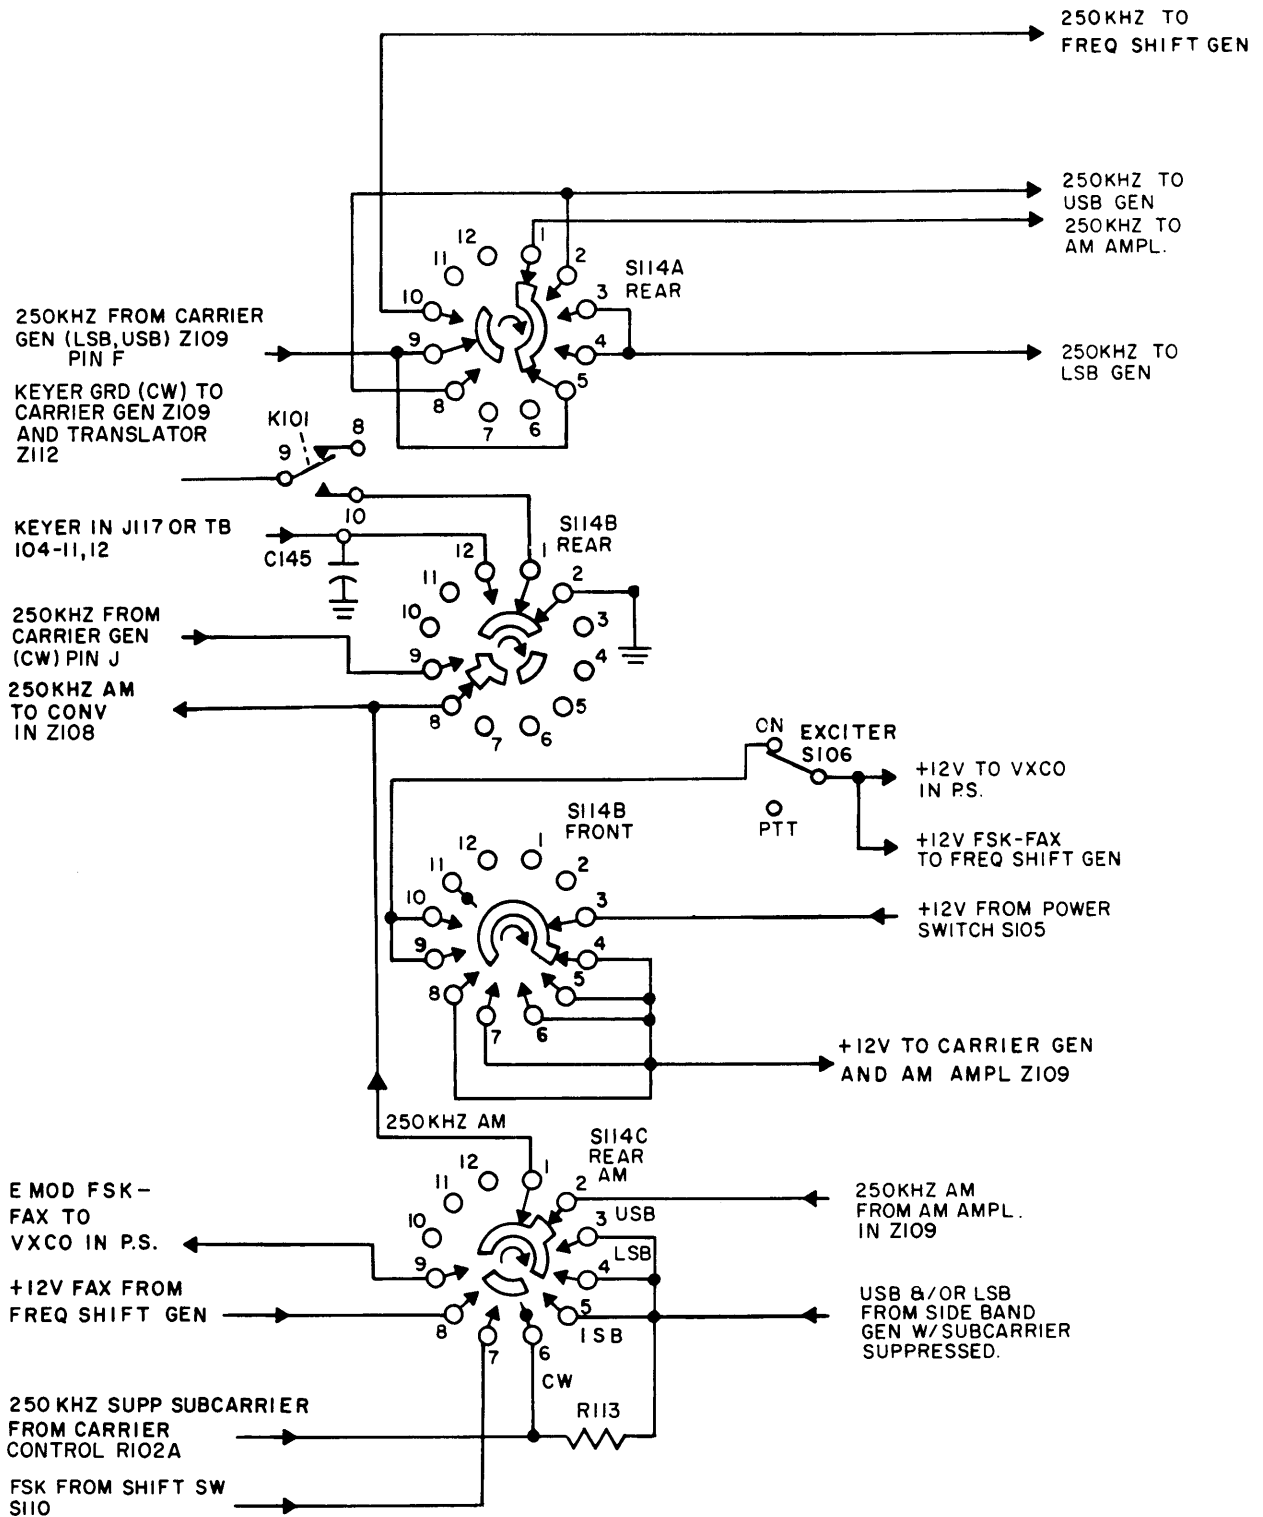 250KHZ TO
FREQ SHIFT GEN
250KHZ TO
USB GEN
250KHZ TO
AM AMPL.
12
1
2
11
S114A
REAR
10
3
250KHZ FROM CARRIER
GEN (LSB, USB) Z109
PIN F
9
4
250KHZ TO
LSB GEN
8
5
7
6
KEYER GRD (CW) TO
CARRIER GEN Z109
AND TRANSLATOR
Z112
K101
8
9
10
KEYER IN J117 OR TB
104-11,12
C145
S114B
REAR
12
1
2
11
10
3
250KHZ FROM
CARRIER GEN
(CW) PIN J
9
4
250KHZ AM
TO CONV
IN Z108
8
5
7
6
ON
EXCITER
S106
+12V TO VXCO
IN P.S.
PTT
+12V FSK-FAX
TO FREQ SHIFT GEN
S114B
FRONT
12
1
2
11
10
3
+12V FROM POWER
SWITCH S105
9
4
8
5
7
6
+12V TO CARRIER GEN
AND AM AMPL Z109
250KHZ AM
S114C
REAR
AM
12
1
2
11
USB
250KHZ AM
FROM AM AMPL.
IN Z109
E MOD FSK-
FAX TO
VXCO IN P.S.
10
3
LSB
9
4
+12V FAX FROM
FREQ SHIFT GEN
8
5
ISB
USB &/OR LSB
FROM SIDE BAND
GEN W/SUBCARRIER
SUPPRESSED.
7
6
CW
250 KHZ SUPP SUBCARRIER
FROM CARRIER
CONTROL R102A
R113
FSK FROM SHIFT SW
S110